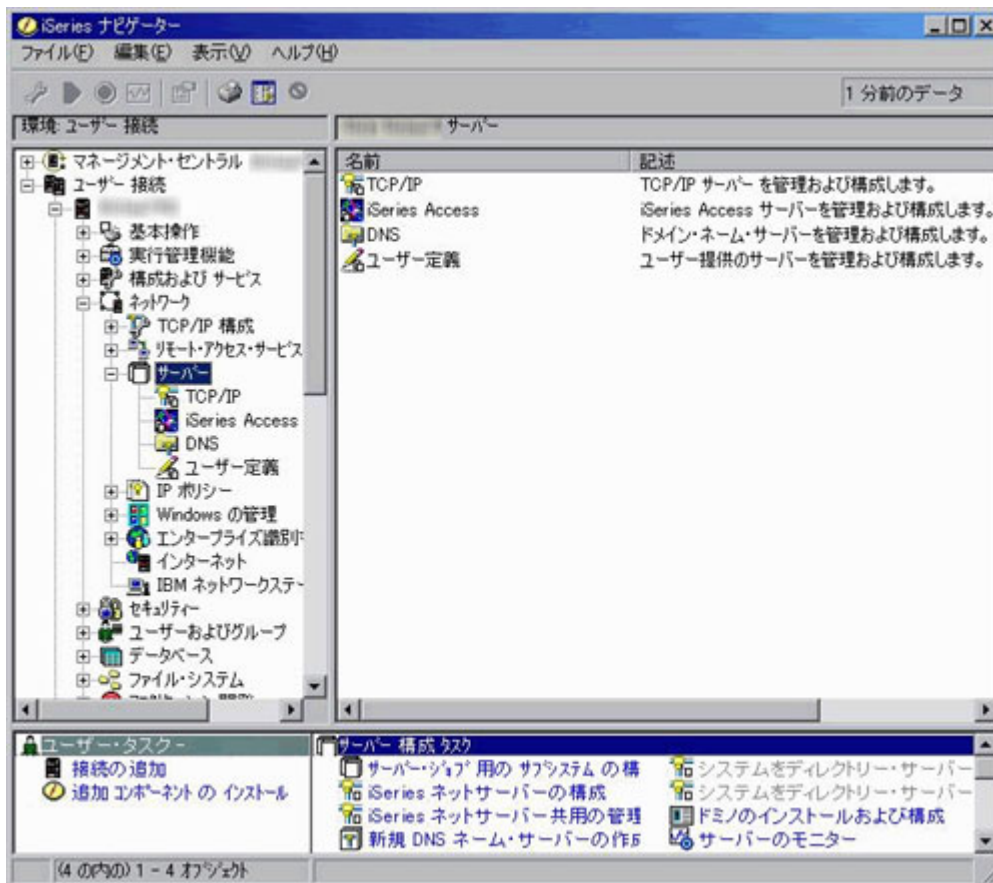 iSeries ナビゲーター
ファイル(F) 編集(E) 表示(V) ヘルプ(H)
1 分前のデータ
環境: ユーザー 接続
サーバー
マネージメント・セントラル
ユーザー 接続
基本操作
実行管理機能
構成および サービス
ネットワーク
TCP/IP 構成
リモート・アクセス・サービス
サーバー
TCP/IP
iSeries Access
DNS
ユーザー定義
IP ポリシー
Windows の管理
エンタープライズ識別
インターネット
IBM ネットワークステー
セキュリティー
ユーザーおよびグループ
データベース
ファイル・システム
名前 記述
TCP/IP TCP/IP サーバー を管理および構成します。
iSeries Access iSeries Access サーバーを管理および構成します。
DNS ドメイン・ネーム・サーバーを管理および構成します。
ユーザー定義 ユーザー提供のサーバーを管理および構成します。
ユーザー・タスク -
接続の追加
追加 コンポーネント の インストール
サーバー 構成 タスク
サーバー・ジョブ 用の サブシステム の構
iSeries ネットサーバーの構成
iSeries ネットサーバー共用の管理
新規 DNS ネーム・サーバーの作成
システムをディレクトリー・サーバー
システムをディレクトリー・サーバー
ドミノのインストールおよび構成
サーバーのモニター
(4 の内の) 1 - 4 オブジェクト